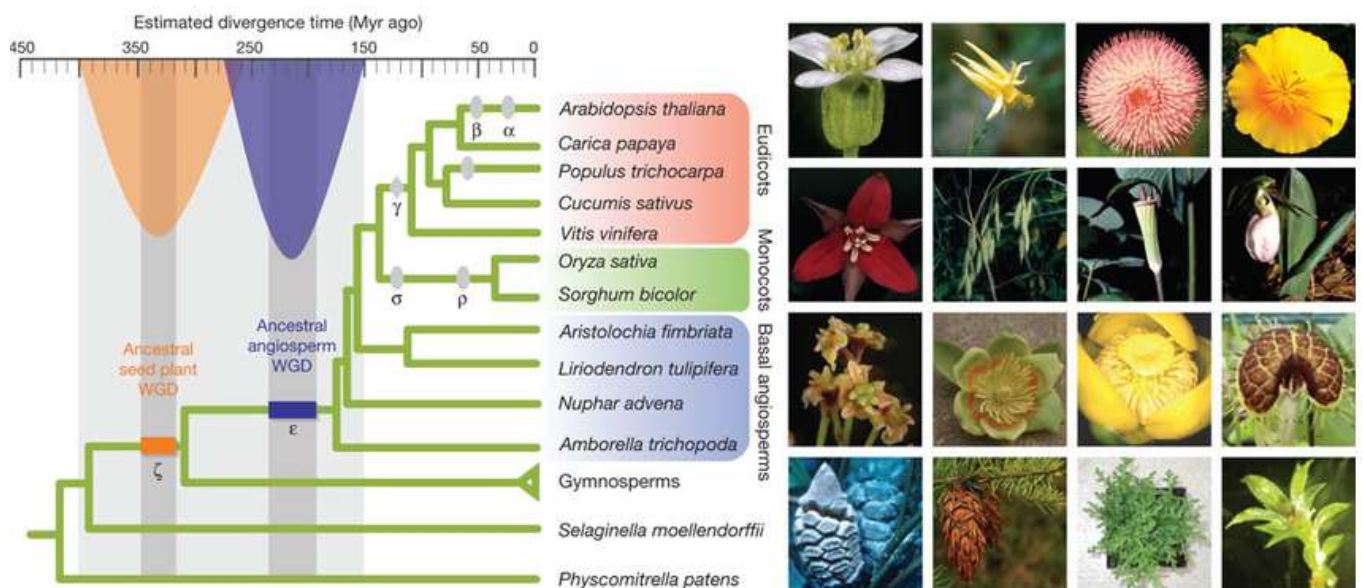 Estimated divergence time (Myr ago)
450 350 250 150 50 0
Arabidopsis thaliana
β α
Carica papaya
Populus trichocarpa
γ
Cucumis sativus
Vitis vinifera
Eudicots
Oryza sativa
σ ρ
Sorghum bicolor
Monocots
Ancestral
angiosperm
WGD
Aristolochia fimbriata
Ancestral
seed plant
WGD
Liriodendron tulipifera
Nuphar advena
ε
Amborella trichopoda
Basal angiosperms
ζ
Gymnosperms
Selaginella moellendorffii
Physcomitrella patens